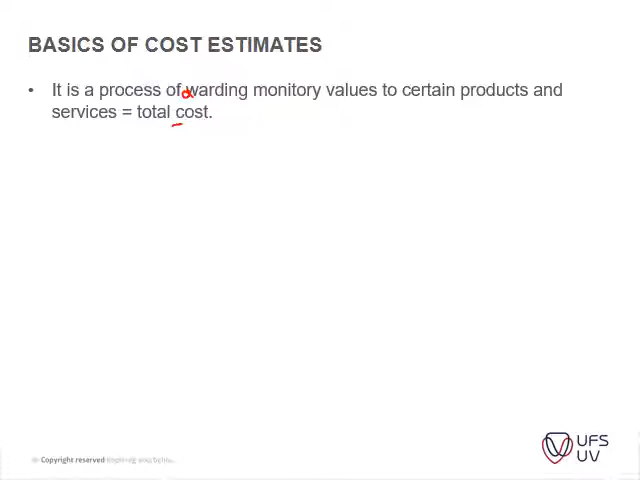 BASICS OF COST ESTIMATES
• It is a process of awarding monitory values to certain products and
services = total cost.
Copyright reserved
UFS
UV